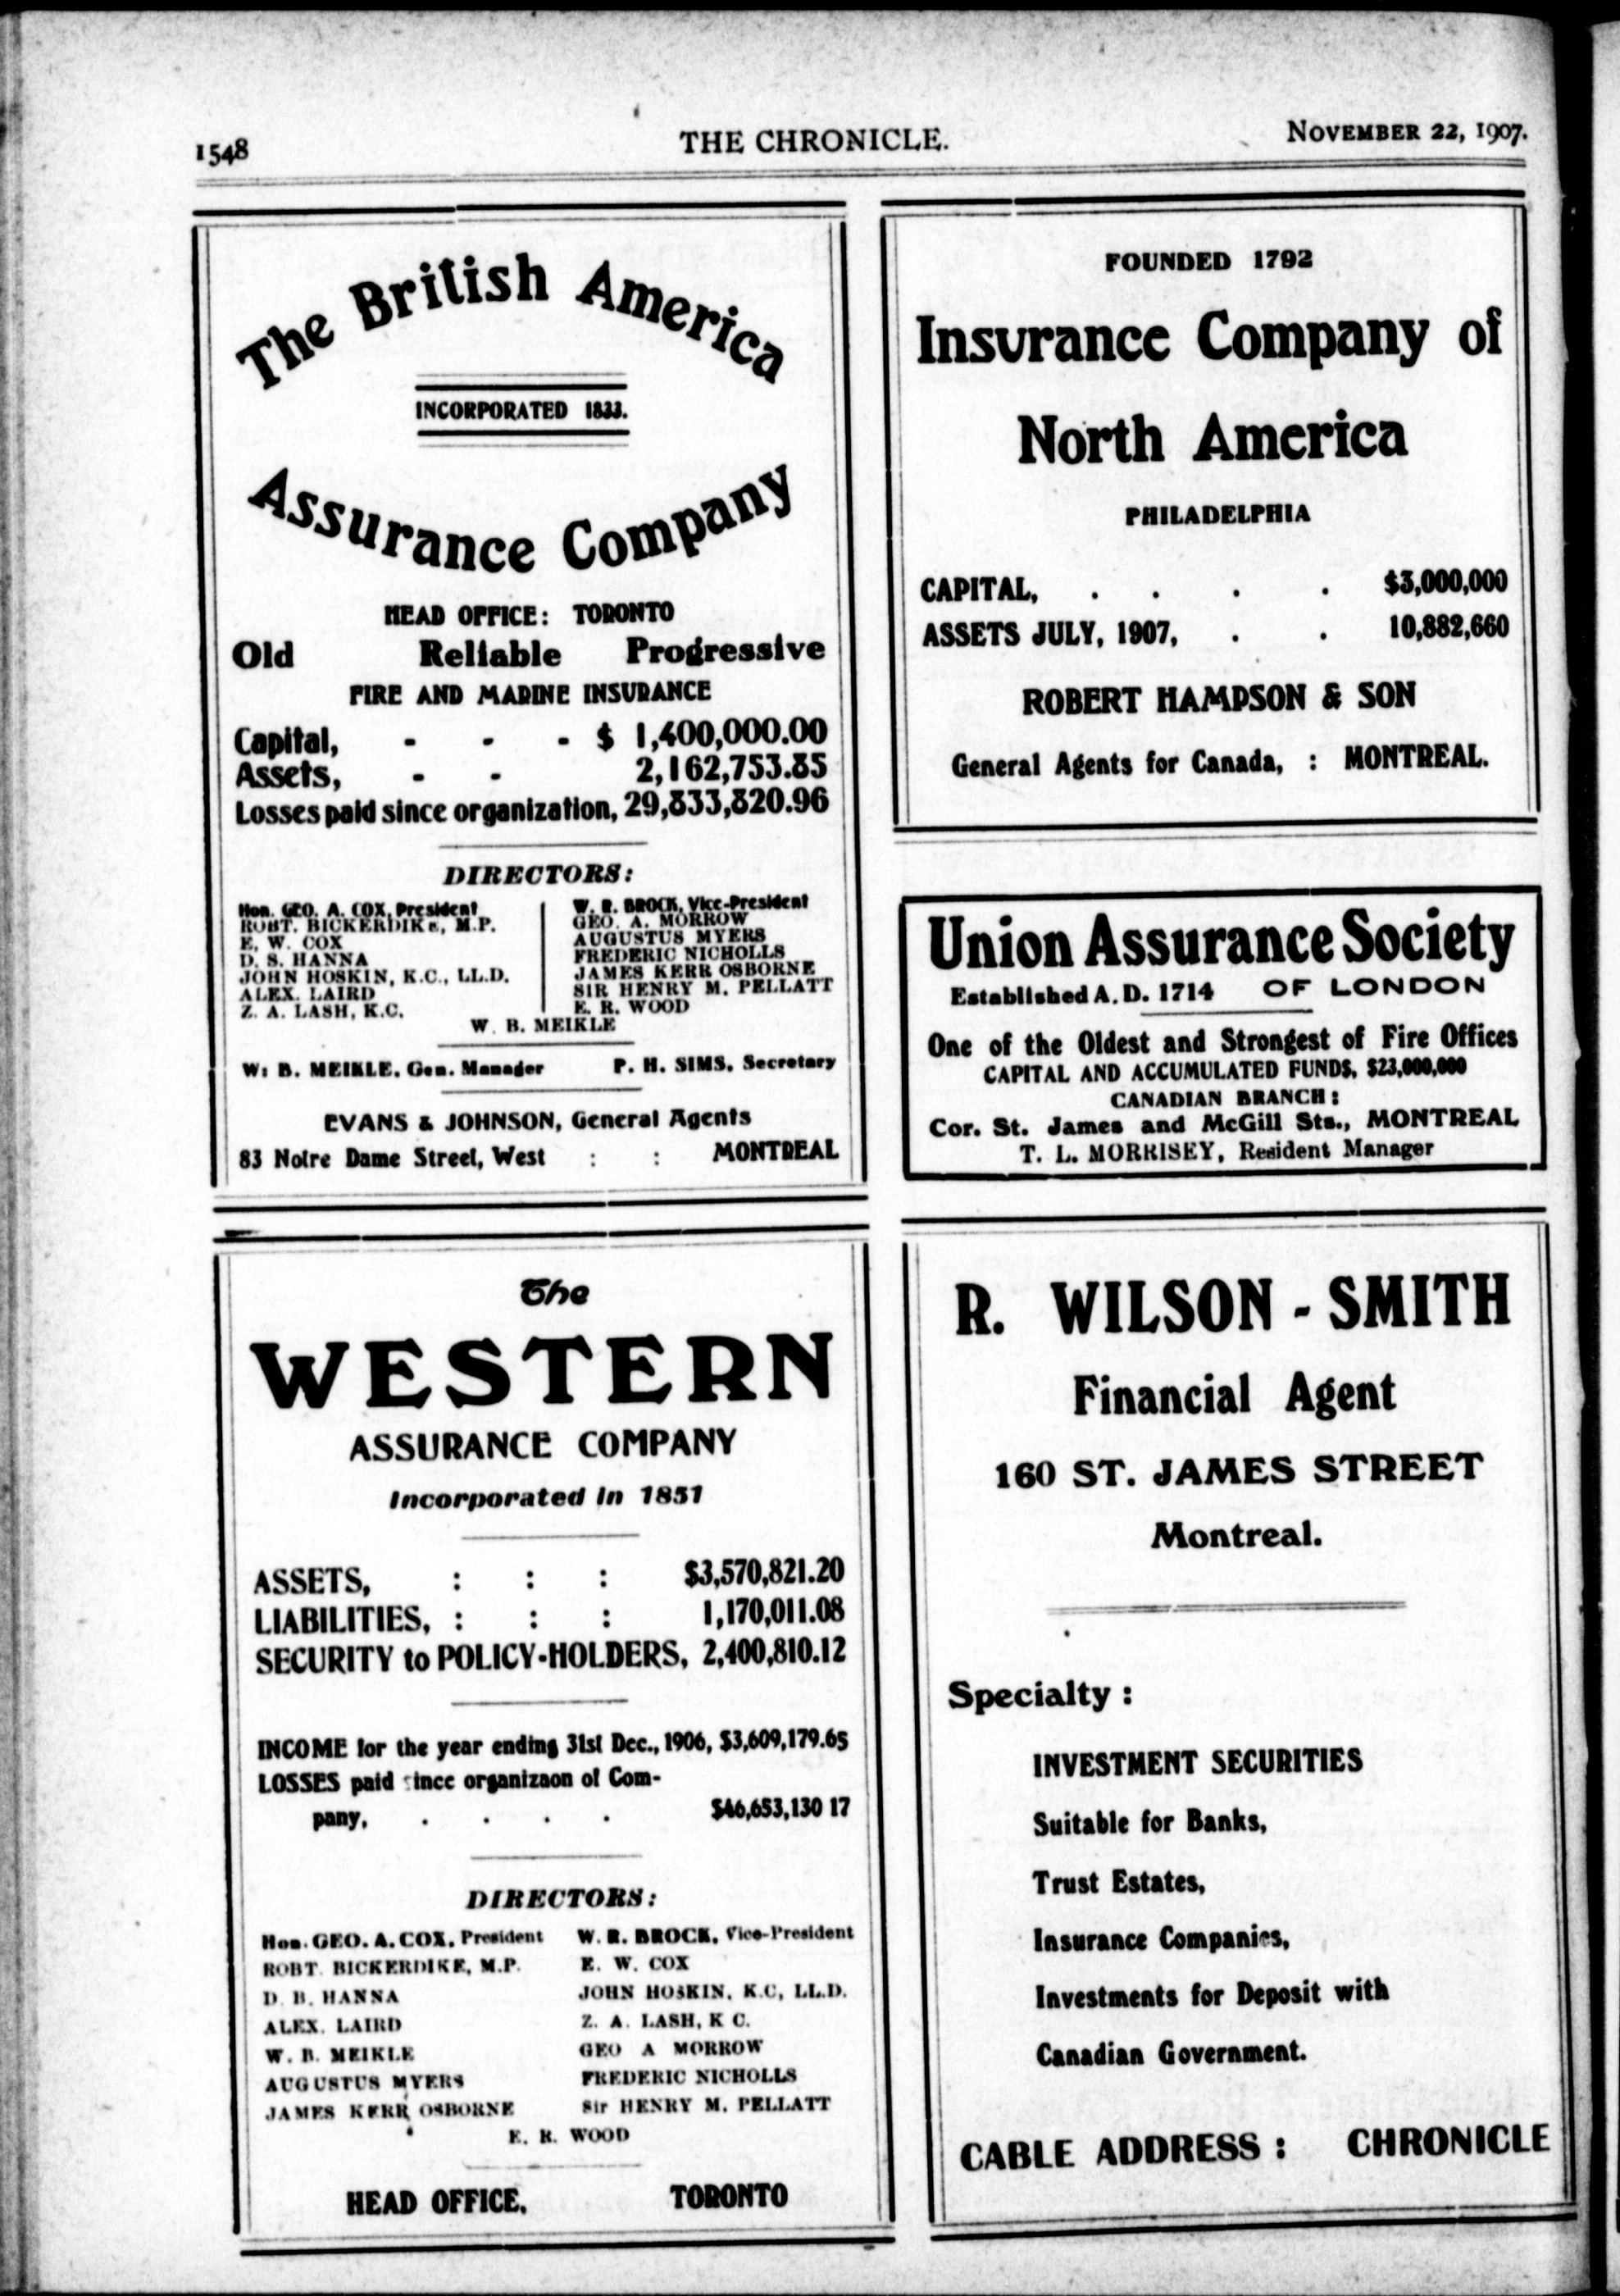 1548
THE CHRONICLE.
NOVEMBER 22, 1907.
The British America
INCORPORATED 1833.
Assurance Company
HEAD OFFICE: TORONTO
Old Reliable Progressive
FIRE AND MARINE INSURANCE
Capital, - - - $ 1,400,000.00
Assets, - - 2,162,753.85
Losses paid since organization, 29,833,820.96
DIRECTORS:
Hon. GEO. A. COX, President
ROBT. BICKERDIKE, M.P.
E. W. COX
D. S. HANNA
JOHN HOSKIN, K.C., LL.D.
ALEX. LAIRD
Z. A. LASH, K.C.
W. R. BROCK, Vice-President
GEO. A. MORROW
AUGUSTUS MYERS
FREDERIC NICHOLLS
JAMES KERR OSBORNE
SIR HENRY M. PELLATT
E. R. WOOD
W. B. MEIKLE
W: B. MEIKLE, Gen. Manager P. H. SIMS, Secretary
EVANS & JOHNSON, General Agents
83 Notre Dame Street, West : : MONTREAL
The
WESTERN
ASSURANCE COMPANY
Incorporated in 1851
ASSETS, : : : $3,570,821.20
LIABILITIES, : : : 1,170,011.08
SECURITY to POLICY-HOLDERS, 2,400,810.12
INCOME for the year ending 31st Dec., 1906, $3,609,179.65
LOSSES paid since organizaon of Com-
pany, . . . . $46,653,130 17
DIRECTORS:
Hon. GEO. A. COX, President W. R. BROCK, Vice-President
ROBT. BICKERDIKE, M.P. E. W. COX
D. B. HANNA JOHN HOSKIN, K.C, LL.D.
ALEX. LAIRD Z. A. LASH, K C.
W. B. MEIKLE GEO A MORROW
AUGUSTUS MYERS FREDERIC NICHOLLS
JAMES KERR OSBORNE Sir HENRY M. PELLATT
E. R. WOOD
HEAD OFFICE, TORONTO
FOUNDED 1792
Insurance Company of
North America
PHILADELPHIA
CAPITAL, . . . . $3,000,000
ASSETS JULY, 1907, . . 10,882,660
ROBERT HAMPSON & SON
General Agents for Canada, : MONTREAL.
Union Assurance Society
Established A. D. 1714 OF LONDON
One of the Oldest and Strongest of Fire Offices
CAPITAL AND ACCUMULATED FUNDS, $23,000,000
CANADIAN BRANCH:
Cor. St. James and McGill Sts., MONTREAL
T. L. MORRISEY, Resident Manager
R. WILSON - SMITH
Financial Agent
160 ST. JAMES STREET
Montreal.
Specialty :
INVESTMENT SECURITIES
Suitable for Banks,
Trust Estates,
Insurance Companies,
Investments for Deposit with
Canadian Government.
CABLE ADDRESS : CHRONICLE